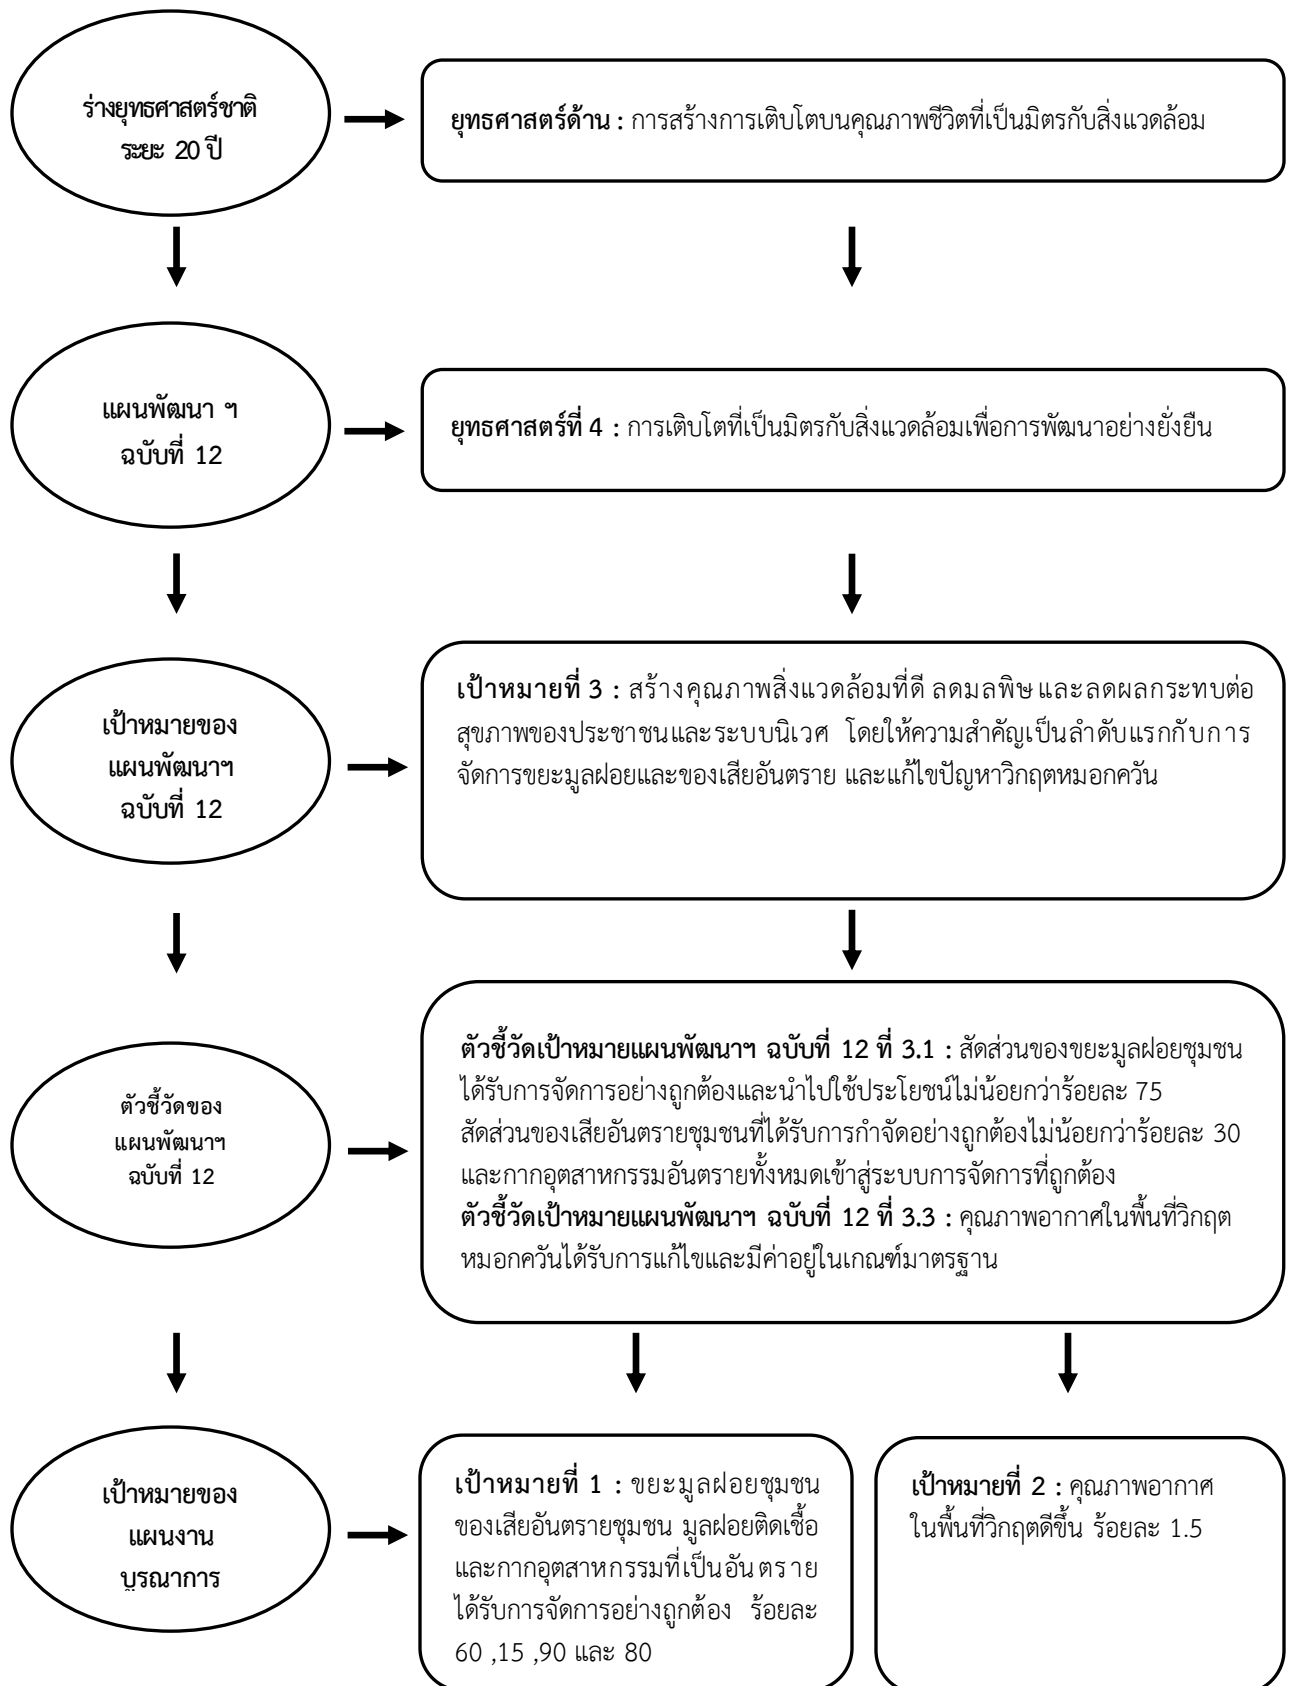 ร่างยุทธศาสตร์ชาติ
ระยะ 20 ปี
ยุทธศาสตร์ด้าน : การสร้างการเติบโตบนคุณภาพชีวิตที่เป็นมิตรกับสิ่งแวดล้อม
แผนพัฒนา ฯ
ฉบับที่ 12
ยุทธศาสตร์ที่ 4 : การเติบโตที่เป็นมิตรกับสิ่งแวดล้อมเพื่อการพัฒนาอย่างยั่งยืน
เป้าหมายของ
แผนพัฒนาฯ
ฉบับที่ 12
เป้าหมายที่ 3 : สร้างคุณภาพสิ่งแวดล้อมที่ดี ลดมลพิษ และลดผลกระทบต่อ
สุขภาพของประชาชนและระบบนิเวศ โดยให้ความสำคัญเป็นลำดับแรกกับการ
จัดการขยะมูลฝอยและของเสียอันตราย และแก้ไขปัญหาวิกฤตหมอกควัน
ตัวชี้วัดของ
แผนพัฒนาฯ
ฉบับที่ 12
ตัวชี้วัดเป้าหมายแผนพัฒนาฯ ฉบับที่ 12 ที่ 3.1 : สัดส่วนของขยะมูลฝอยชุมชน
ได้รับการจัดการอย่างถูกต้องและนำไปใช้ประโยชน์ไม่น้อยกว่าร้อยละ 75
สัดส่วนของเสียอันตรายชุมชนที่ได้รับการกำจัดอย่างถูกต้องไม่น้อยกว่าร้อยละ 30
และกากอุตสาหกรรมอันตรายทั้งหมดเข้าสู่ระบบการจัดการที่ถูกต้อง
ตัวชี้วัดเป้าหมายแผนพัฒนาฯ ฉบับที่ 12 ที่ 3.3 : คุณภาพอากาศในพื้นที่วิกฤต
หมอกควันได้รับการแก้ไขและมีค่าอยู่ในเกณฑ์มาตรฐาน
เป้าหมายของ
แผนงาน
บูรณาการ
เป้าหมายที่ 1 : ขยะมูลฝอยชุมชน
ของเสียอันตรายชุมชน มูลฝอยติดเชื้อ
และกากอุตสาหกรรมที่เป็นอันตราย
ได้รับการจัดการอย่างถูกต้อง ร้อยละ
60 ,15 ,90 และ 80
เป้าหมายที่ 2 : คุณภาพอากาศ
ในพื้นที่วิกฤตดีขึ้น ร้อยละ 1.5